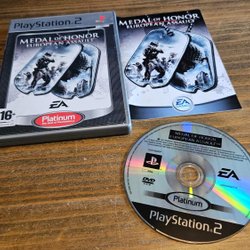 PlayStation 2
MEDAL OF HONOR
EUROPEAN ASSAULT
16+
EA
Platinum
MEDAL OF HONOR
EUROPEAN ASSAULT
EA
MEDAL OF HONOR
EUROPEAN ASSAULT
EA
DVD
Platinum
PlayStation 2